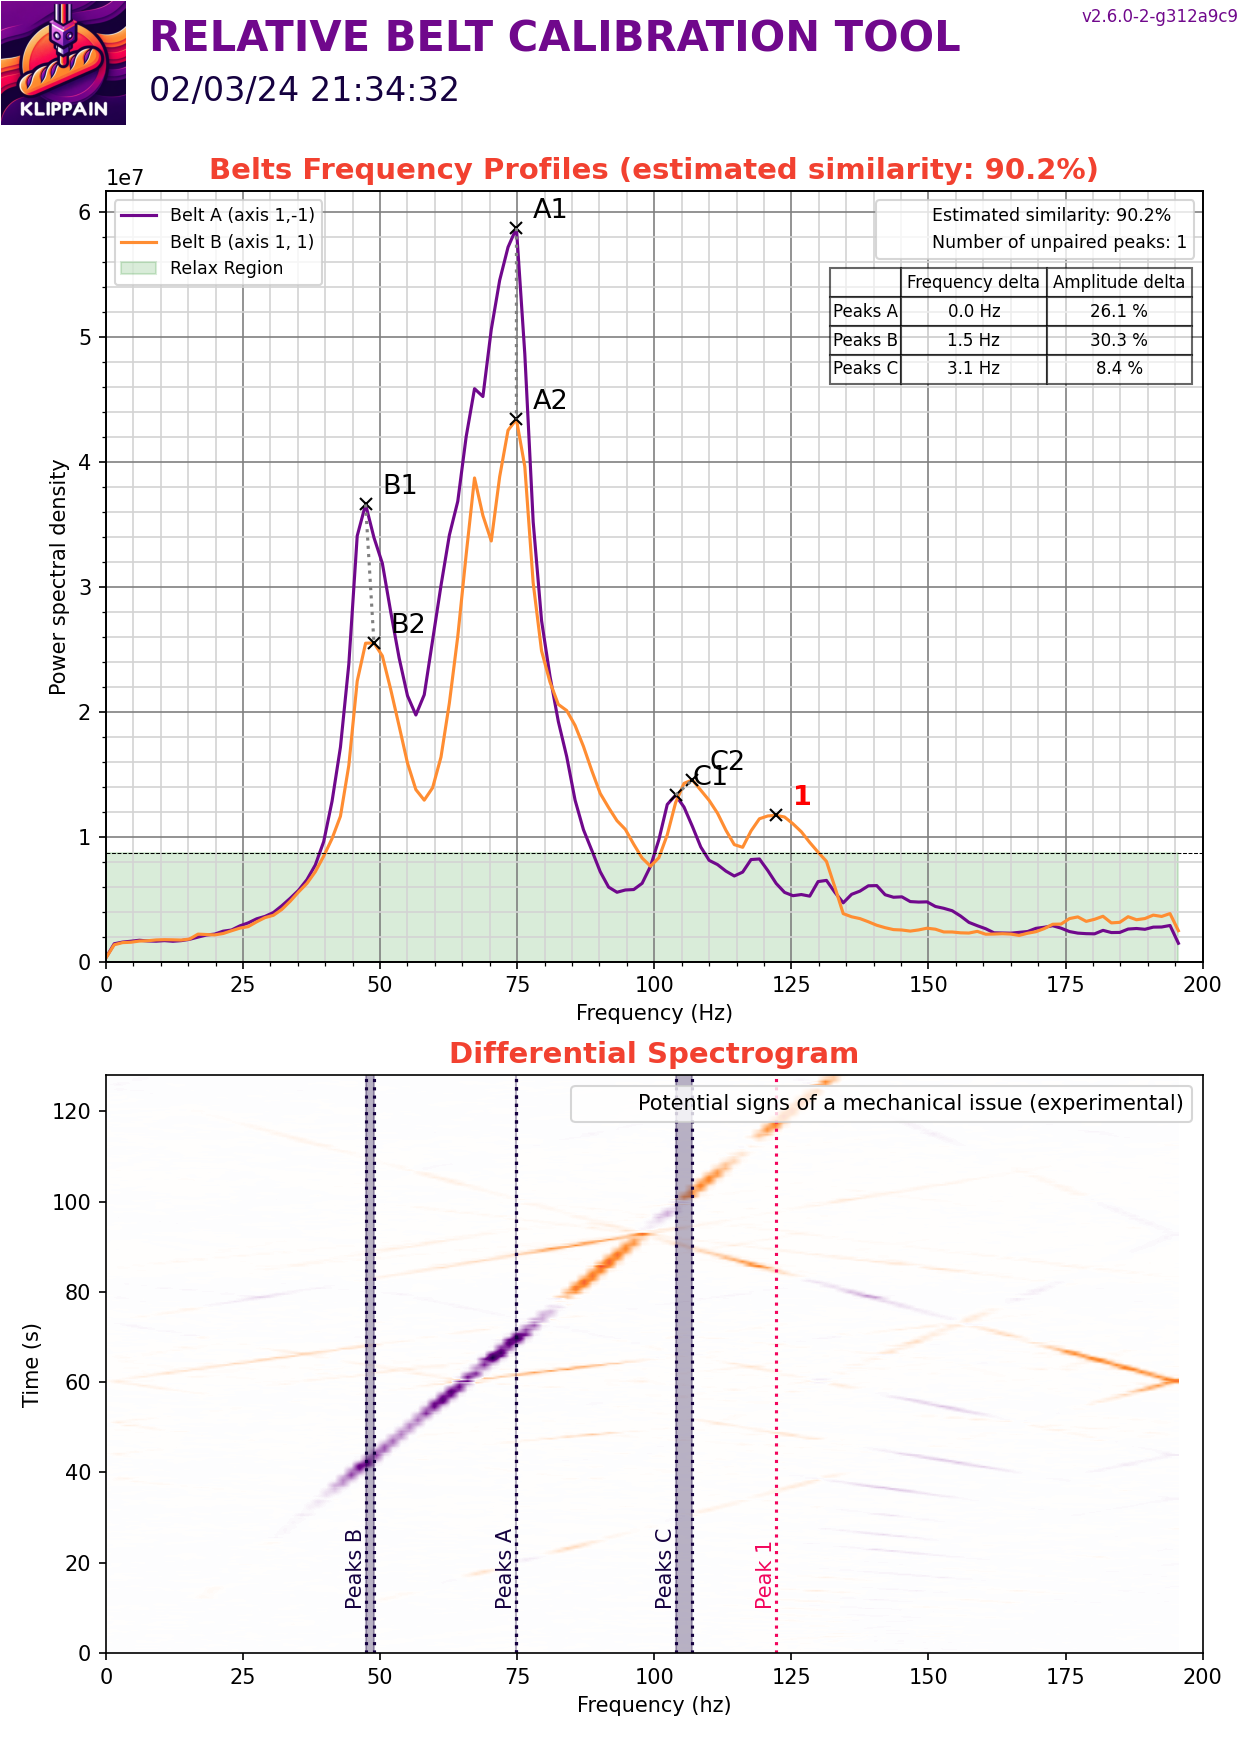 v2.6.0-2-g312a9c9
RELATIVE BELT CALIBRATION TOOL
02/03/24 21:34:32
KLIPPAIN
Belts Frequency Profiles (estimated similarity: 90.2%)
1e7
Belt A (axis 1,-1)
Belt B (axis 1, 1)
Relax Region
Estimated similarity: 90.2%
Number of unpaired peaks: 1
Frequency delta Amplitude delta
Peaks A 0.0 Hz 26.1 %
Peaks B 1.5 Hz 30.3 %
Peaks C 3.1 Hz 8.4 %
A1
A2
B1
B2
C2
C1
1
6
5
4
3
2
1
0
Power spectral density
0 25 50 75 100 125 150 175 200
Frequency (Hz)
Differential Spectrogram
Potential signs of a mechanical issue (experimental)
120
100
80
60
40
20
0
Time (s)
Peaks B
Peaks A
Peaks C
Peak 1
0 25 50 75 100 125 150 175 200
Frequency (hz)